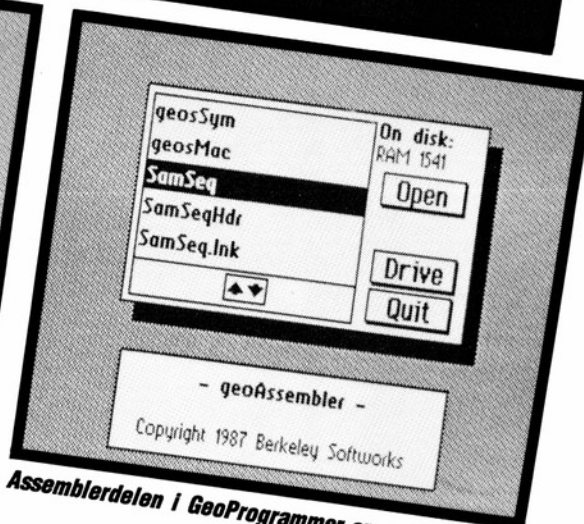 geosSym
geosMac
SamSeq
SamSeqHdr
SamSeq.lnk
On disk:
RAM 1541
Open
Drive
Quit
- geoAssembler -
Copyright 1987 Berkeley Softworks
Assemblerdelen i GeoProgrammer